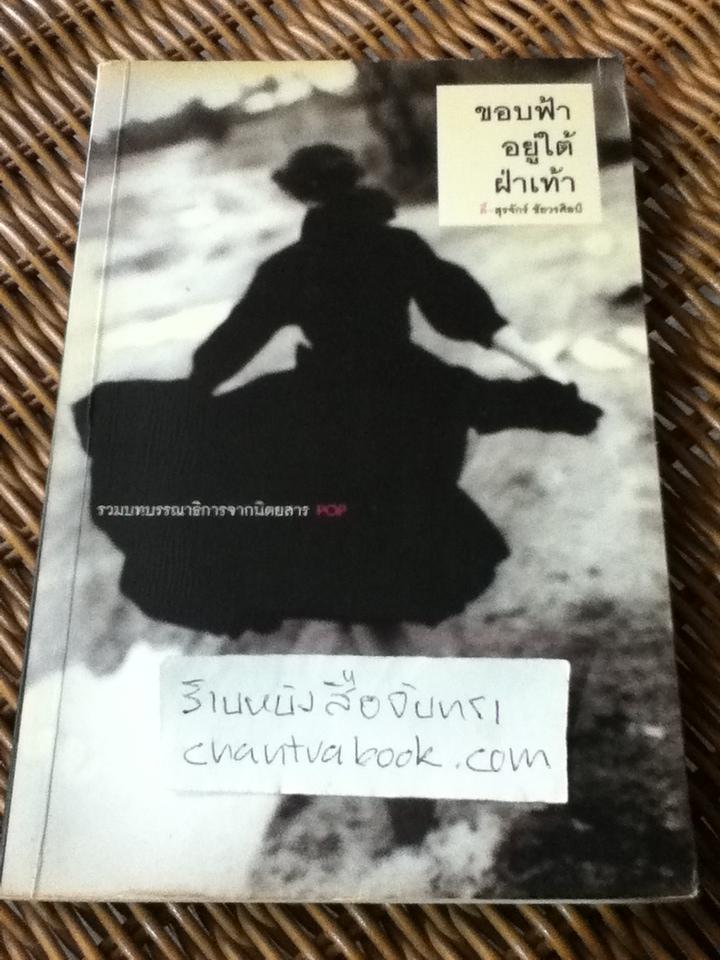 ขอบฟ้า
อยู่ใต้
ฝ่าเท้า
สุรจักร์ ชัยวรศิลป์
รวมบทบรรณาธิการจากนิตยสาร POP
ร้านหนังสือจันทรา
chantrabook.com